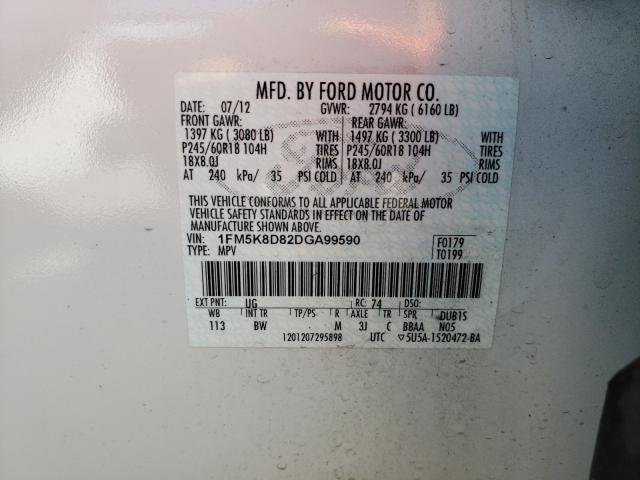 MFD. BY FORD MOTOR CO.
DATE: 07/12 GVWR: 2794 KG ( 6160 LB)
FRONT GAWR: REAR GAWR:
1397 KG ( 3080 LB) WITH 1497 KG ( 3300 LB) WITH
P245/60R18 104H TIRES P245/60R18 104H TIRES
18X8.0J RIMS 18X8.0J RIMS
AT 240 kPa/ 35 PSI COLD AT 240 kPa/ 35 PSI COLD
THIS VEHICLE CONFORMS TO ALL APPLICABLE FEDERAL MOTOR
VEHICLE SAFETY STANDARDS IN EFFECT ON THE DATE OF
MANUFACTURE SHOWN ABOVE.
VIN: 1FM5K8D82DGA99590 F0179
TYPE: MPV T0199
EXT PNT: UG RC: 74 DSO:
WB INT TR TP/PS R AXLE TR SPR DUB1S
113 BW - M 3J C BBAA N05
1201207295898 UTC ▽5U5A-1520472-BA